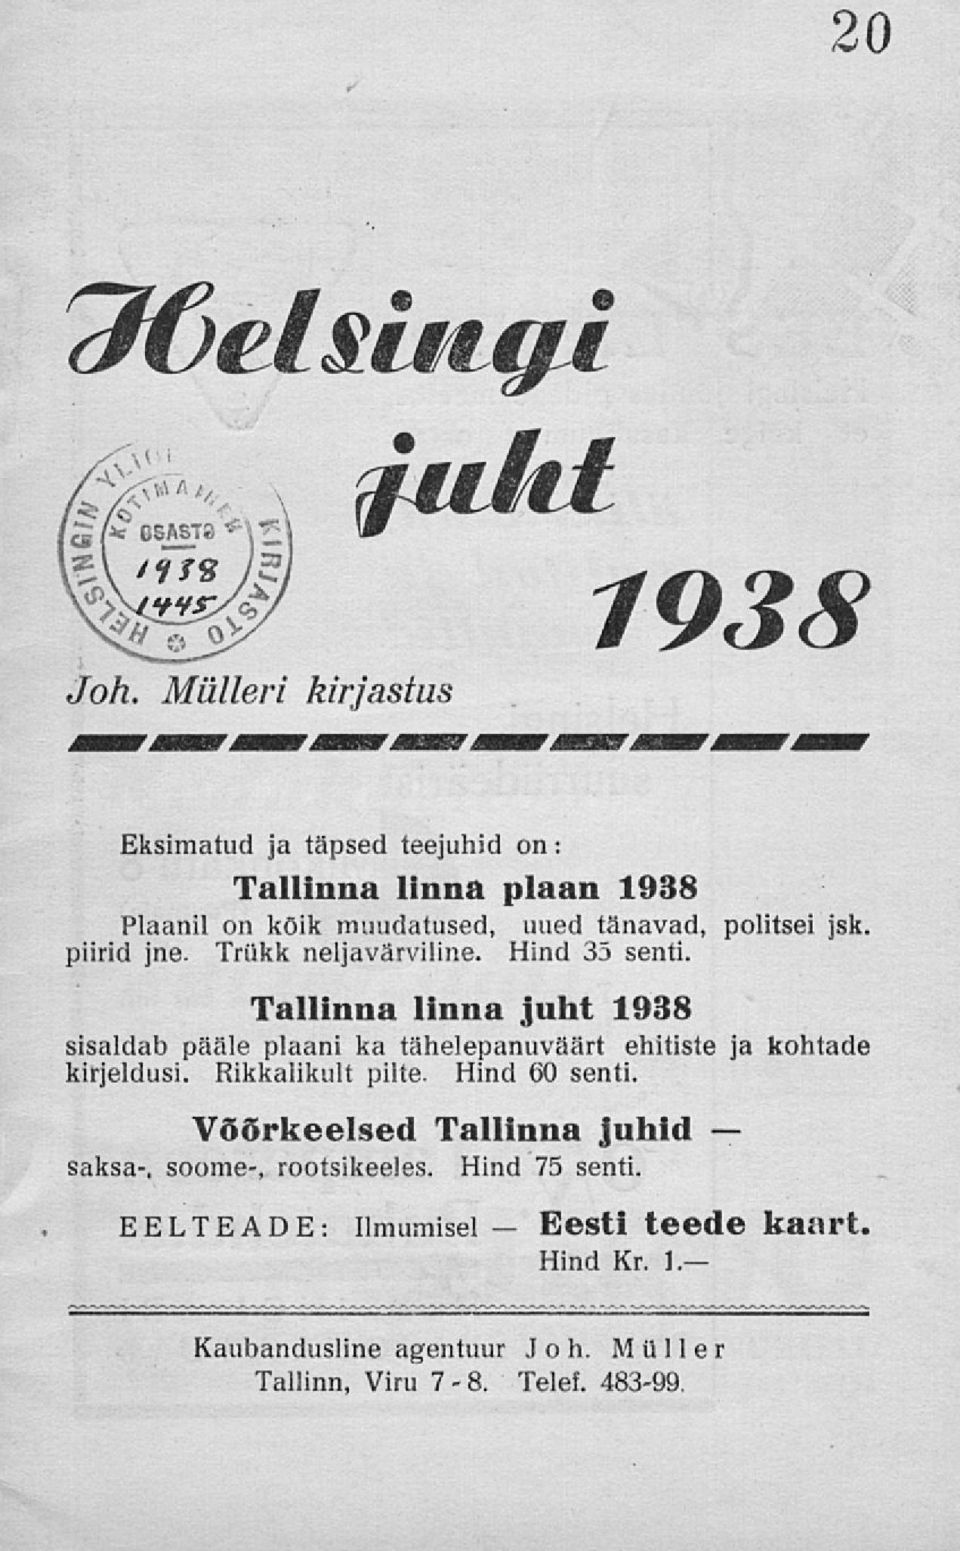 20
Helsingi
juht
1938
HELSINGIN YLIOP KIRJASTO
KOTIMAINEN
OSASTO
1938
1445
Joh. Mülleri kirjastus
Eksimatud ja täpsed teejuhid on:
Tallinna linna plaan 1938
Plaanil on kõik muudatused, uued tänavad, politsei jsk.
piirid jne. Trükk neljavärviline. Hind 35 senti.
Tallinna linna juht 1938
sisaldab pääle plaani ka tähelepanuväärt ehitiste ja kohtade
kirjeldusi. Rikkalikult pilte. Hind 60 senti.
Võõrkeelsed Tallinna juhid —
saksa-, soome-, rootsikeeles. Hind 75 senti.
EELTEADE: Ilmumisel — Eesti teede kaart.
Hind Kr. 1.—
Kaubandusline agentuur Joh. Müller
Tallinn, Viru 7-8. Telef. 483-99.